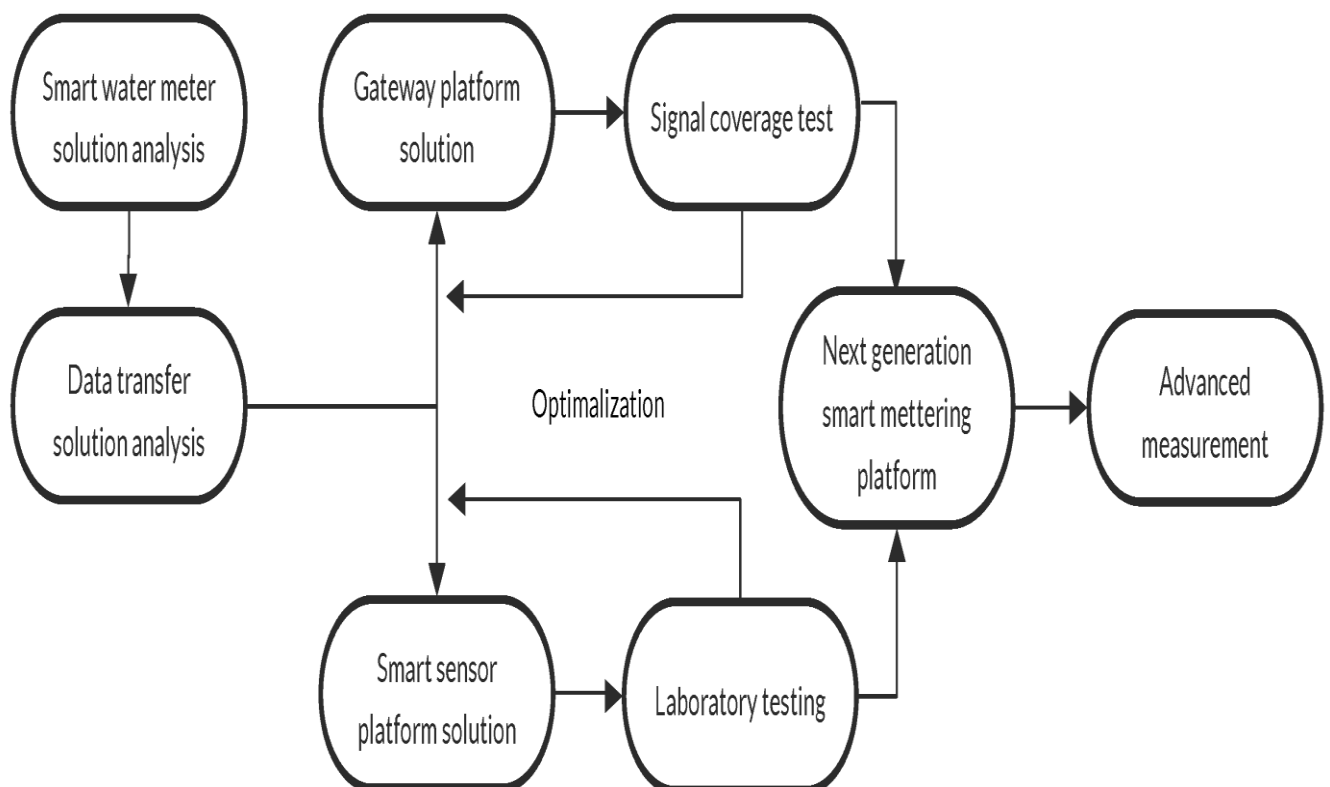 Smart water meter
solution analysis
Gateway platform
solution
Signal coverage test
Data transfer
solution analysis
Optimalization
Next generation
smart mettering
platform
Advanced
measurement
Smart sensor
platform solution
Laboratory testing